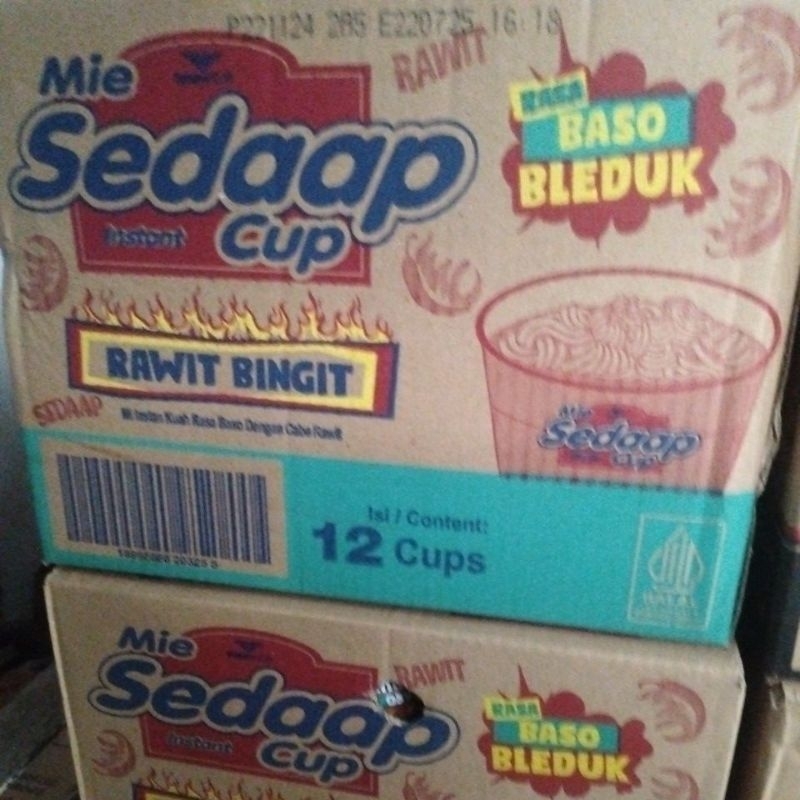 P221124 2B5 E220725 16:18
Mie
Sedaap
Instant Cup
RAWIT
RASA
BASO
BLEDUK
RAWIT BINGIT
SEDAAP
Mi Instan Kuah Rasa Baso Dengan Cabe Rawit
Mie
Sedaap
Cup
Isi / Content:
12 Cups
HALAL
Mie
Sedaap
Instant Cup
RAWIT
RASA
BASO
BLEDUK